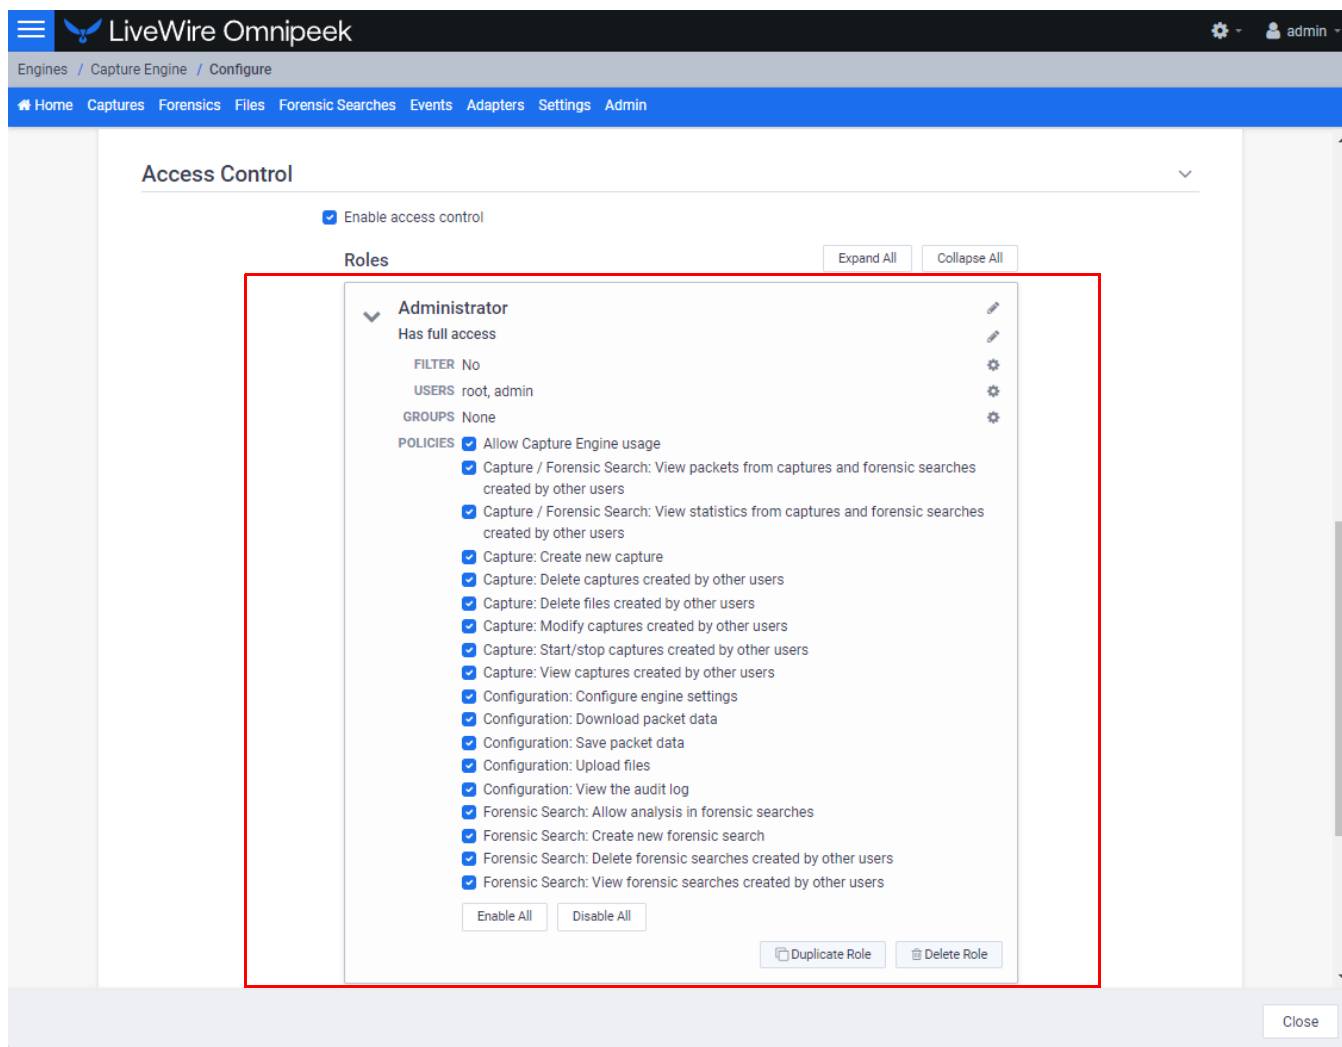 LiveWire Omnipeek
admin
Engines / Capture Engine / Configure
Home Captures Forensics Files Forensic Searches Events Adapters Settings Admin
Access Control
Enable access control
Roles
Expand All
Collapse All
Administrator
Has full access
FILTER No
USERS root, admin
GROUPS None
POLICIES Allow Capture Engine usage
Capture / Forensic Search: View packets from captures and forensic searches
created by other users
Capture / Forensic Search: View statistics from captures and forensic searches
created by other users
Capture: Create new capture
Capture: Delete captures created by other users
Capture: Delete files created by other users
Capture: Modify captures created by other users
Capture: Start/stop captures created by other users
Capture: View captures created by other users
Configuration: Configure engine settings
Configuration: Download packet data
Configuration: Save packet data
Configuration: Upload files
Configuration: View the audit log
Forensic Search: Allow analysis in forensic searches
Forensic Search: Create new forensic search
Forensic Search: Delete forensic searches created by other users
Forensic Search: View forensic searches created by other users
Enable All
Disable All
Duplicate Role
Delete Role
Close